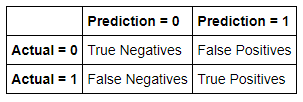 Prediction = 0 Prediction = 1
Actual = 0 True Negatives False Positives
Actual = 1 False Negatives True Positives